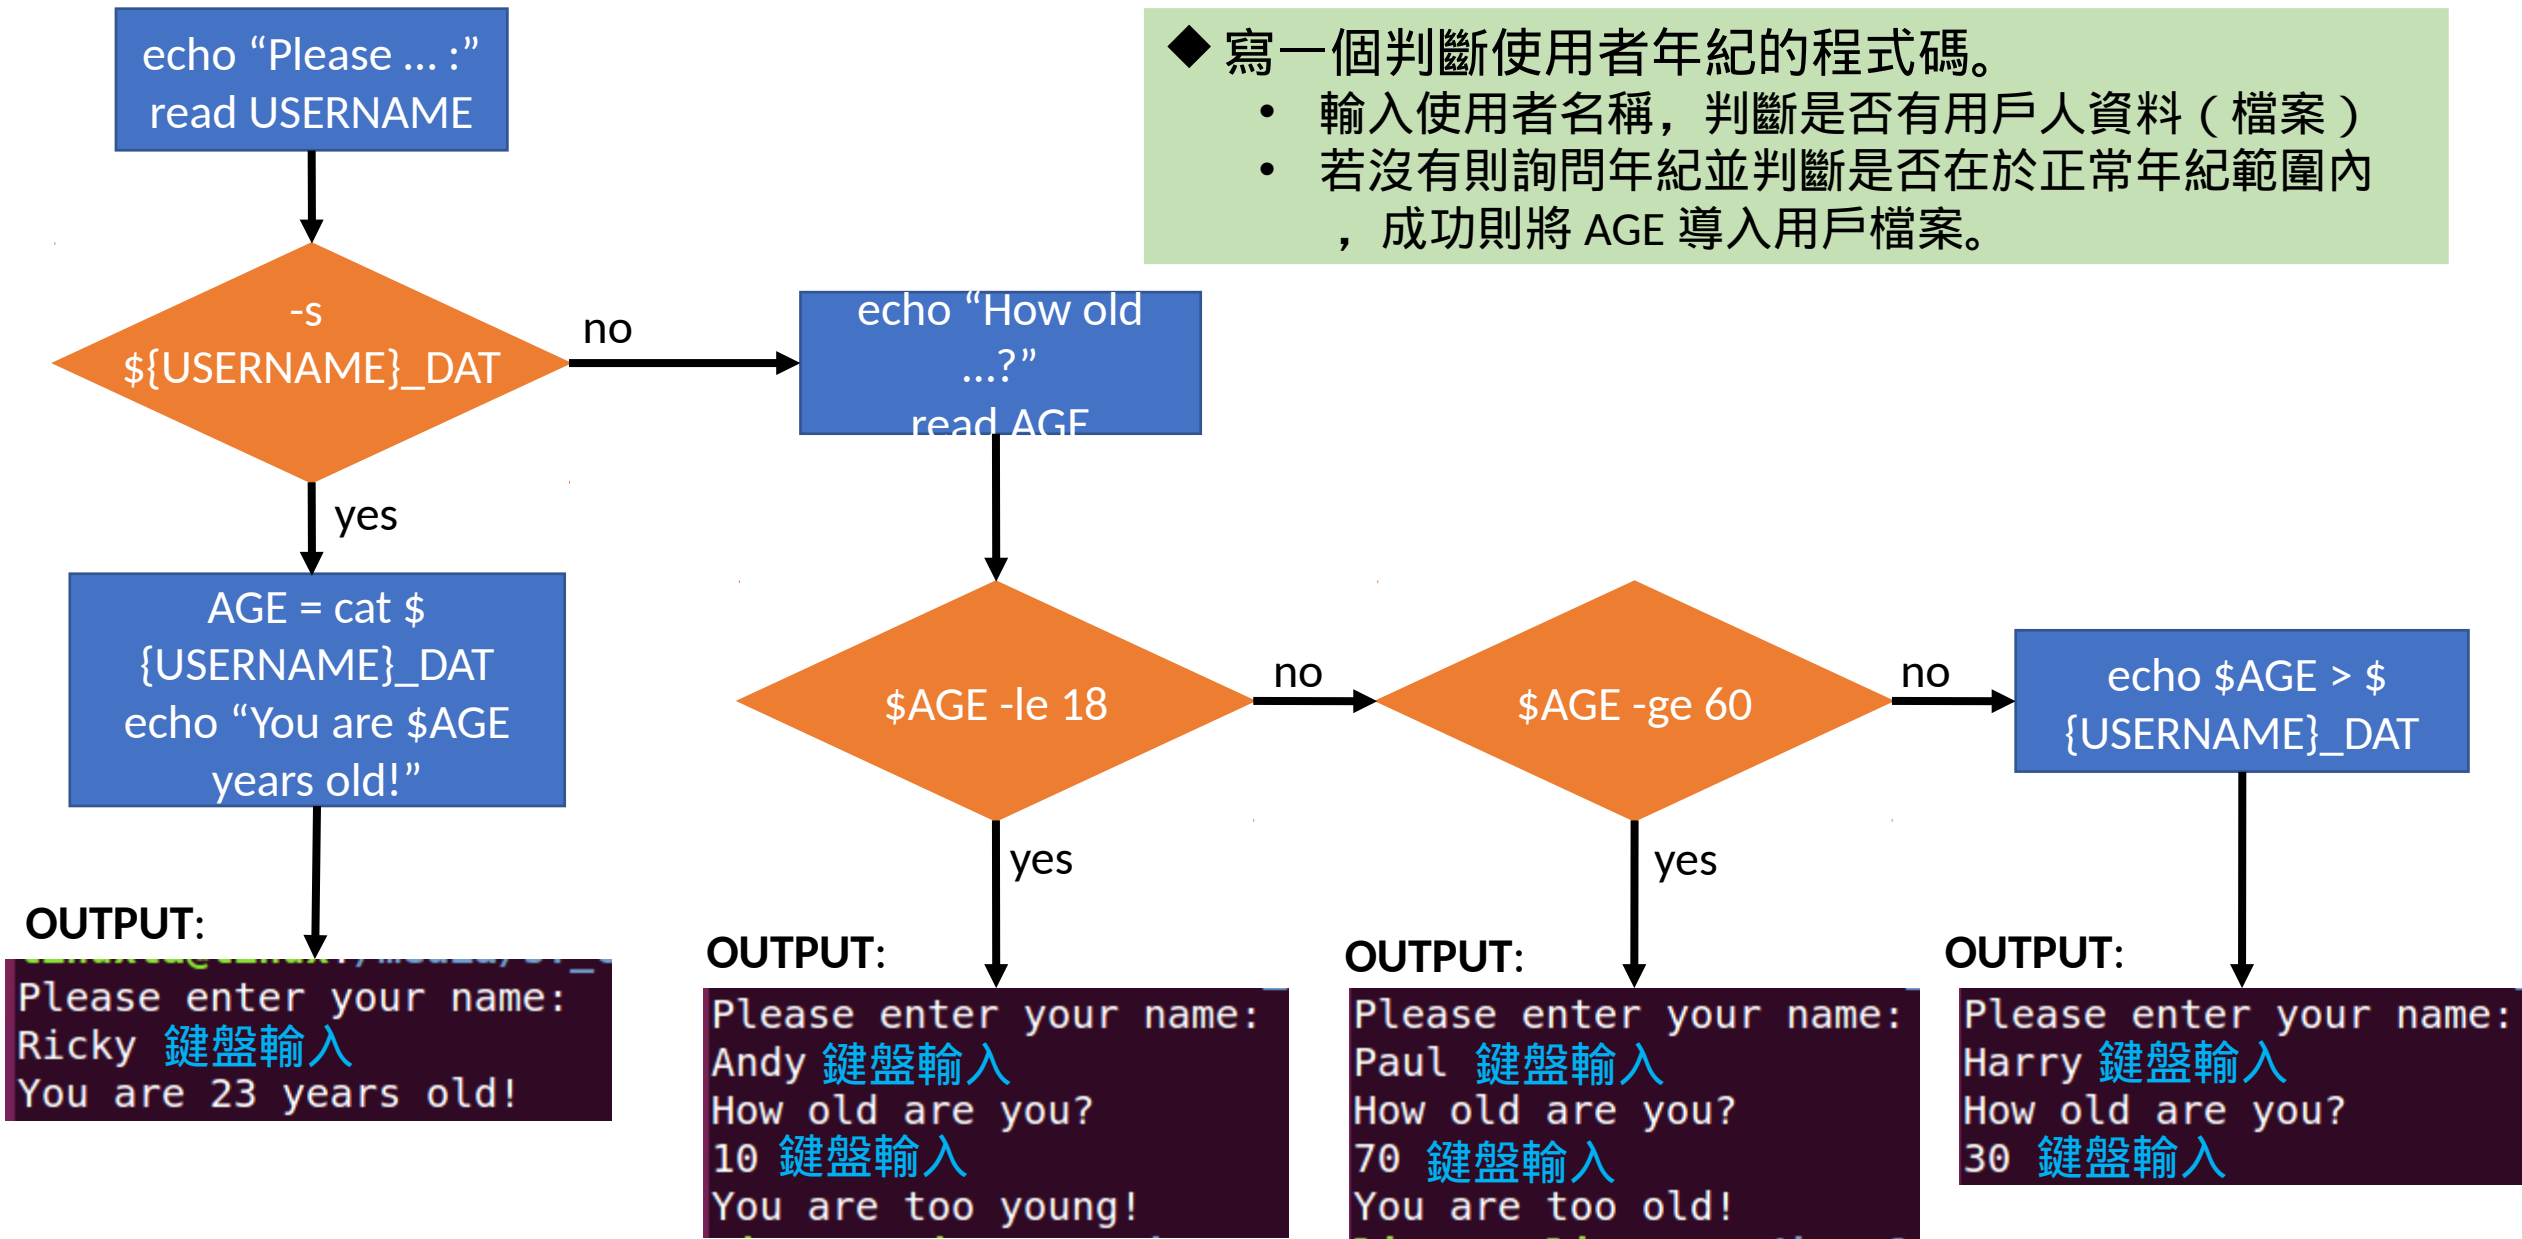 echo “Please ... :”
read USERNAME
◆ 寫一個判斷使用者年紀的程式碼。
• 輸入使用者名稱，判斷是否有用戶人資料（檔案）
• 若沒有則詢問年紀並判斷是否在於正常年紀範圍內
，成功則將 AGE 導入用戶檔案。
-s
${USERNAME}_DAT
no
echo “How old
...?”
read AGE
yes
AGE = cat $
{USERNAME}_DAT
echo “You are $AGE
years old!”
$AGE -le 18
no
$AGE -ge 60
no
echo $AGE > $
{USERNAME}_DAT
yes
yes
OUTPUT:
Please enter your name:
Ricky 鍵盤輸入
You are 23 years old!
OUTPUT:
Please enter your name:
Andy 鍵盤輸入
How old are you?
10 鍵盤輸入
You are too young!
OUTPUT:
Please enter your name:
Paul 鍵盤輸入
How old are you?
70 鍵盤輸入
You are too old!
OUTPUT:
Please enter your name:
Harry 鍵盤輸入
How old are you?
30 鍵盤輸入